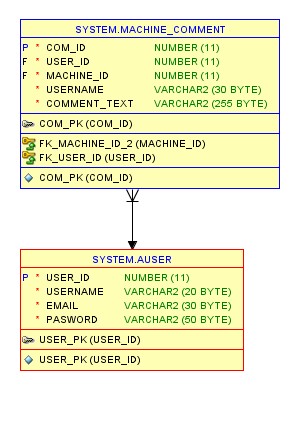 SYSTEM.MACHINE_COMMENT
P * COM_ID NUMBER (11)
F * USER_ID NUMBER (11)
F * MACHINE_ID NUMBER (11)
* USERNAME VARCHAR2 (30 BYTE)
* COMMENT_TEXT VARCHAR2 (255 BYTE)
COM_PK (COM_ID)
FK_MACHINE_ID_2 (MACHINE_ID)
FK_USER_ID (USER_ID)
COM_PK (COM_ID)
SYSTEM.AUSER
P * USER_ID NUMBER (11)
* USERNAME VARCHAR2 (20 BYTE)
* EMAIL VARCHAR2 (30 BYTE)
* PASWORD VARCHAR2 (50 BYTE)
USER_PK (USER_ID)
USER_PK (USER_ID)